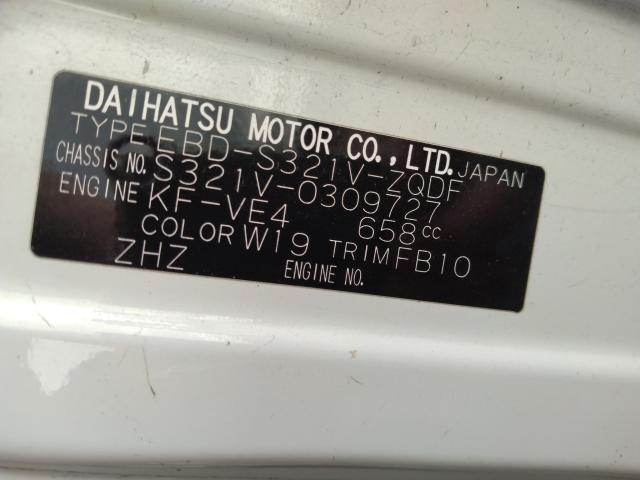 DAIHATSU MOTOR CO.,LTD. JAPAN
TYPE EBD-S321V-ZQDF
CHASSIS NO. S321V-0309727
ENGINE KF-VE4 658cc
COLOR W19 TRIM FB10
ZHZ ENGINE NO.